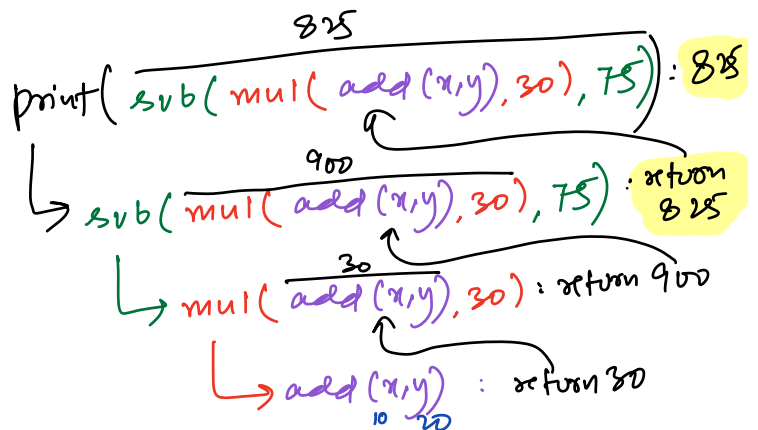 825
print( sub( mul( add(x,y), 30), 75) ) : 825
900
sub( mul( add(x,y), 30), 75) : return 825
30
mul( add(x,y), 30) : return 900
add(x,y) : return 30
10 20